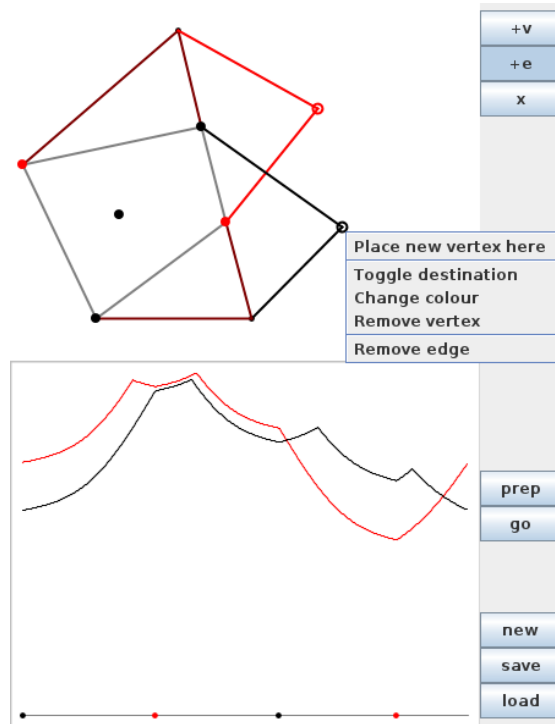 +v
+e
x
Place new vertex here
Toggle destination
Change colour
Remove vertex
Remove edge
prep
go
new
save
load